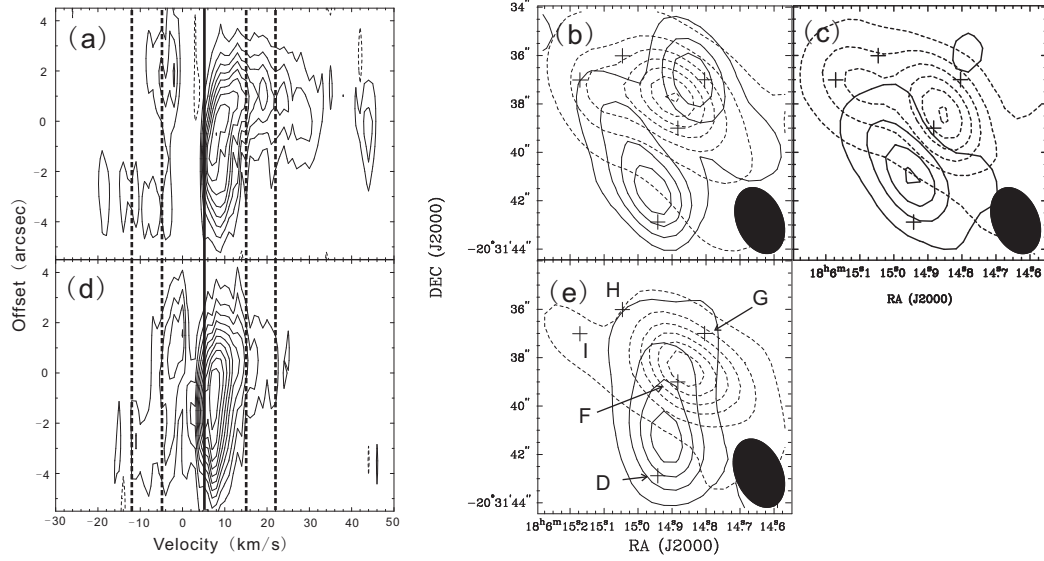 (a)
4
2
0
−2
−4
(d)
4
2
0
−2
−4
Offset (arcsec)
−30 −20 −10 0 10 20 30 40 50
Velocity (km/s)
(b)
34″
36″
38″
40″
42″
−20°31′44″
(c)
18ʰ6ᵐ15ˢ.1 15ˢ.0 14ˢ.9 14ˢ.8 14ˢ.7 14ˢ.6
RA (J2000)
DEC (J2000)
(e)
H
G
I
F
D
36″
38″
40″
42″
−20°31′44″
18ʰ6ᵐ15ˢ.2 15ˢ.1 15ˢ.0 14ˢ.9 14ˢ.8 14ˢ.7 14ˢ.6
RA (J2000)